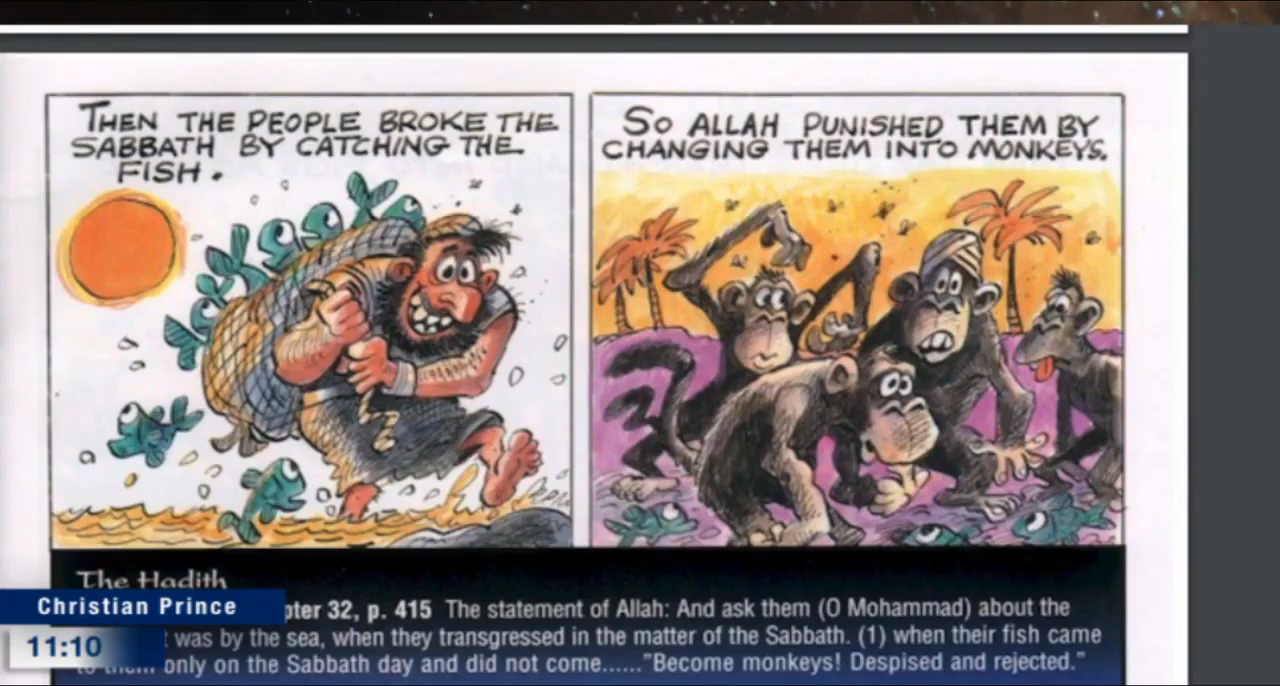 THEN THE PEOPLE BROKE THE
SABBATH BY CATCHING THE
FISH.
SO ALLAH PUNISHED THEM BY
CHANGING THEM INTO MONKEYS.
The Hadith
pter 32, p. 415 The statement of Allah: And ask them (O Mohammad) about the
t was by the sea, when they transgressed in the matter of the Sabbath. (1) when their fish came
to them only on the Sabbath day and did not come......"Become monkeys! Despised and rejected."
Christian Prince
11:10